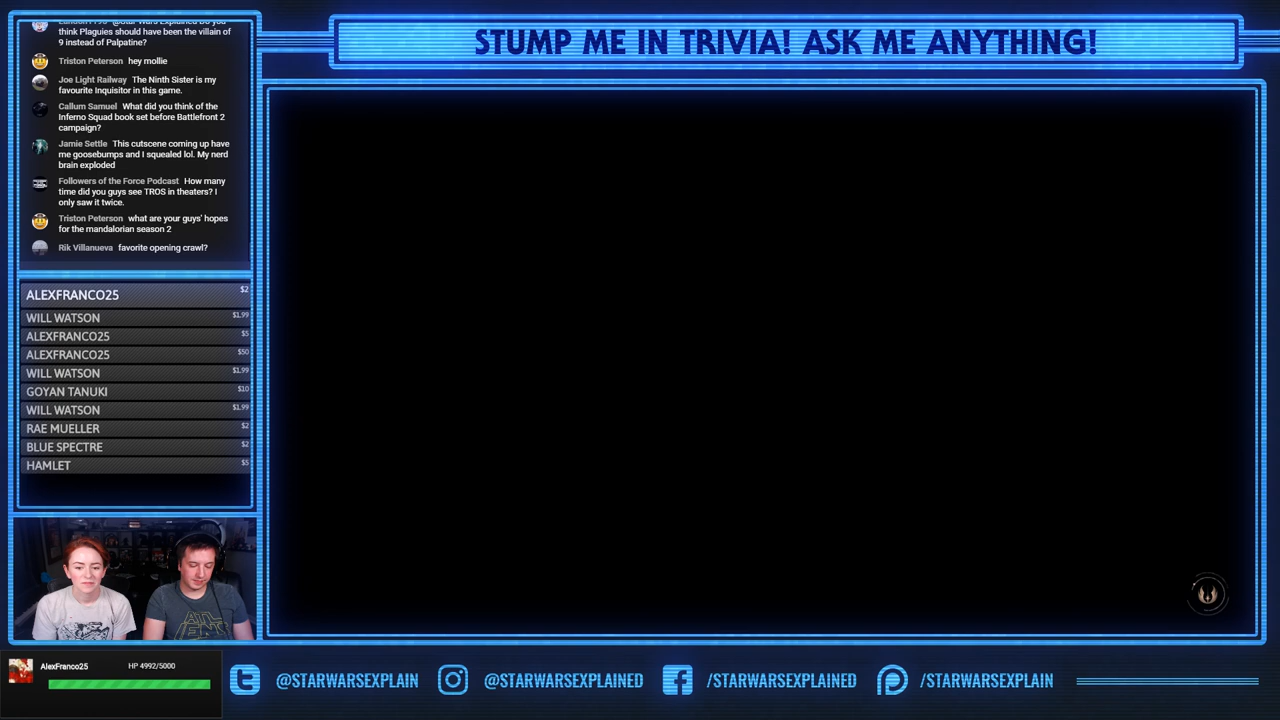 STUMP ME IN TRIVIA! ASK ME ANYTHING!
think Plaguies should have been the villain of
9 instead of Palpatine?
Triston Peterson hey mollie
Joe Light Railway The Ninth Sister is my
favourite Inquisitor in this game.
Callum Samuel What did you think of the
Inferno Squad book set before Battlefront 2
campaign?
Jamie Settle This cutscene coming up have
me goosebumps and I squealed lol. My nerd
brain exploded
Followers of the Force Podcast How many
time did you guys see TROS in theaters? I
only saw it twice.
Triston Peterson what are your guys' hopes
for the mandalorian season 2
Rik Villanueva favorite opening crawl?
ALEXFRANCO25 $2
WILL WATSON $1.99
ALEXFRANCO25 $5
ALEXFRANCO25 $50
WILL WATSON $1.99
GOYAN TANUKI $10
WILL WATSON $1.99
RAE MUELLER $2
BLUE SPECTRE $2
HAMLET $5
AlexFranco25 HP 4992/5000
@STARWARSEXPLAIN @STARWARSEXPLAINED /STARWARSEXPLAINED /STARWARSEXPLAIN